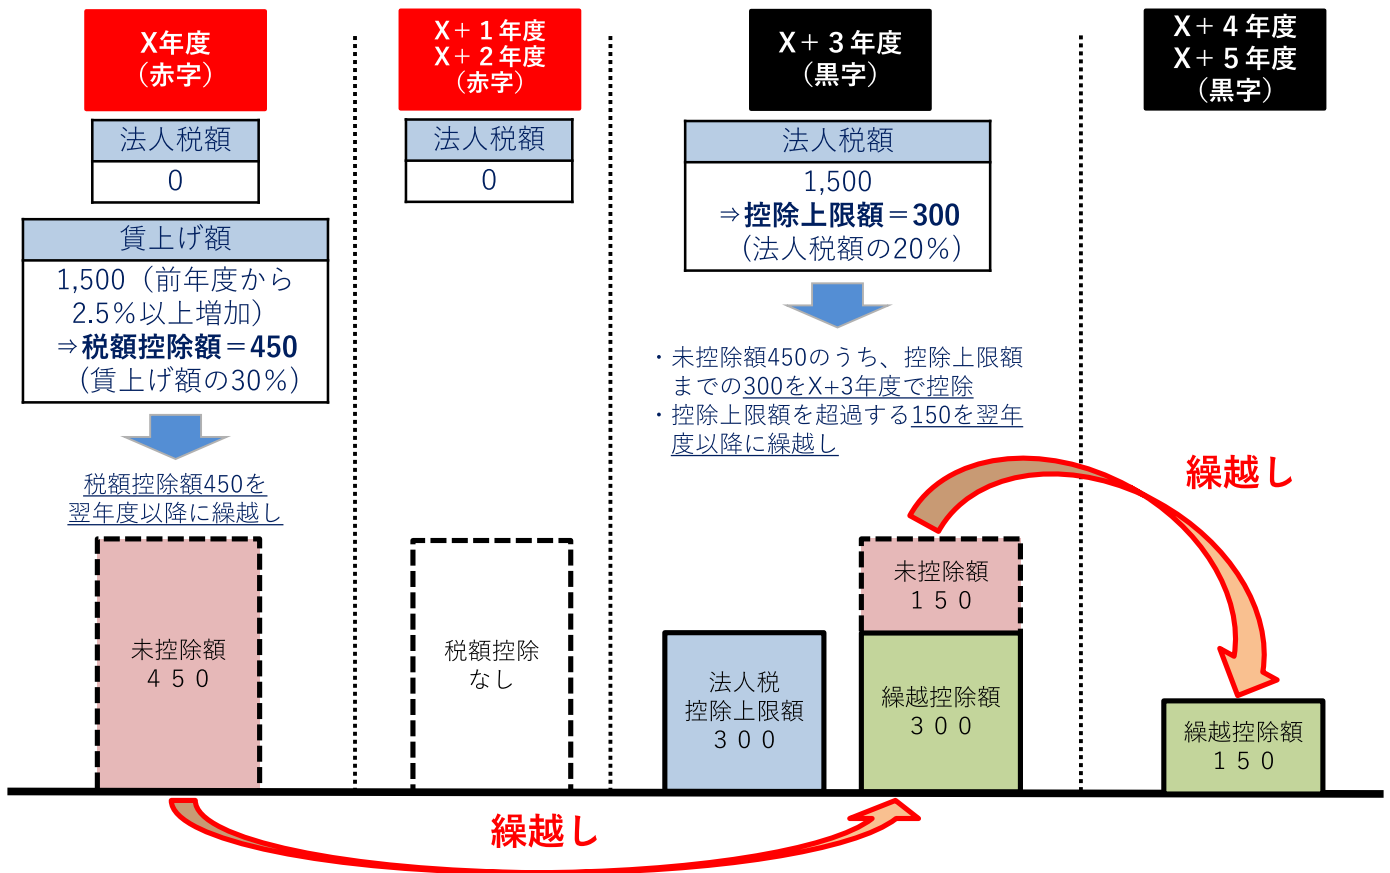 X年度
（赤字）
法人税額
0
賃上げ額
1,500（前年度から
2.5%以上増加）
⇒税額控除額＝450
（賃上げ額の30%）
税額控除額450を
翌年度以降に繰越し
未控除額
４５０
X＋１年度
X＋２年度
（赤字）
法人税額
0
税額控除
なし
X＋３年度
（黒字）
法人税額
1,500
⇒控除上限額＝300
（法人税額の20%）
・未控除額450のうち、控除上限額
までの300をX+3年度で控除
・控除上限額を超過する150を翌年
度以降に繰越し
法人税
控除上限額
３００
未控除額
１５０
繰越控除額
３００
X＋４年度
X＋５年度
（黒字）
繰越し
繰越控除額
１５０
繰越し